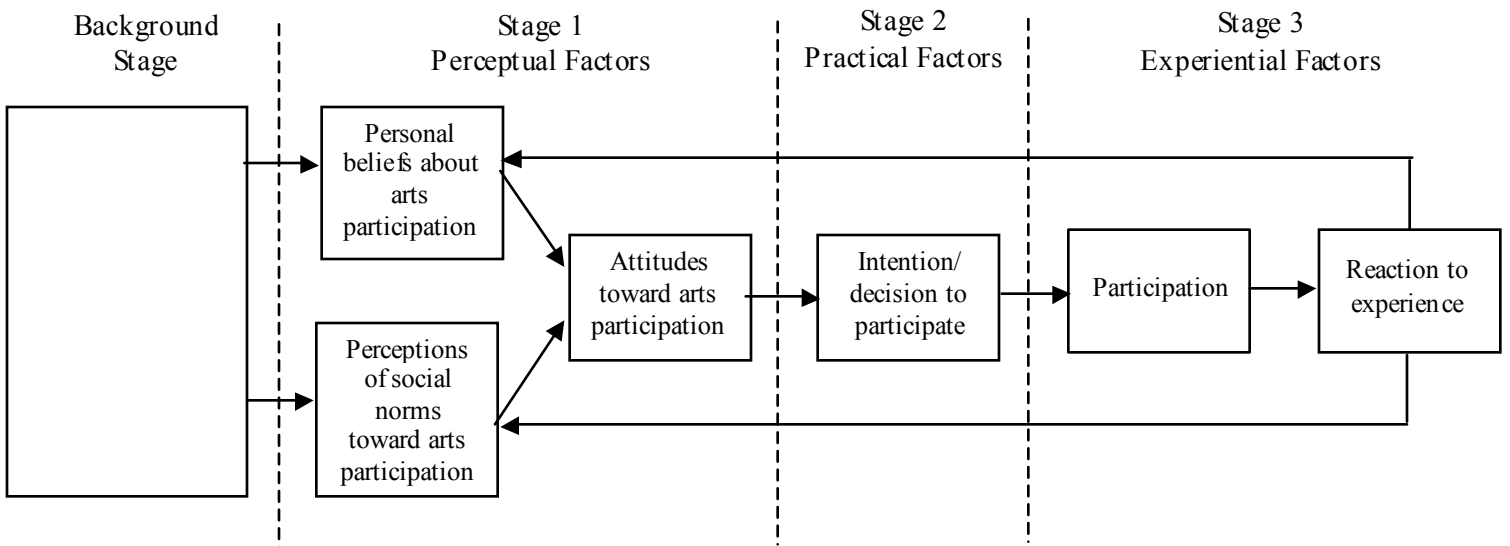 Background
Stage
Stage 1
Perceptual Factors
Stage 2
Practical Factors
Stage 3
Experiential Factors
Personal
beliefs about
arts
participation
Perceptions
of social
norms
toward arts
participation
Attitudes
toward arts
participation
Intention/
decision to
participate
Participation
Reaction to
experience